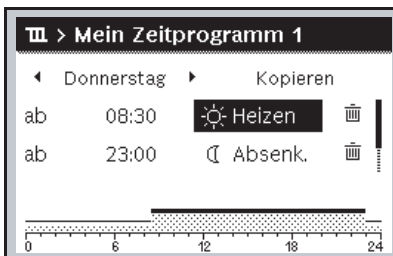 > Mein Zeitprogramm 1
Donnerstag Kopieren
ab 08:30 Heizen
ab 23:00 Absenk.
0 6 12 18 24